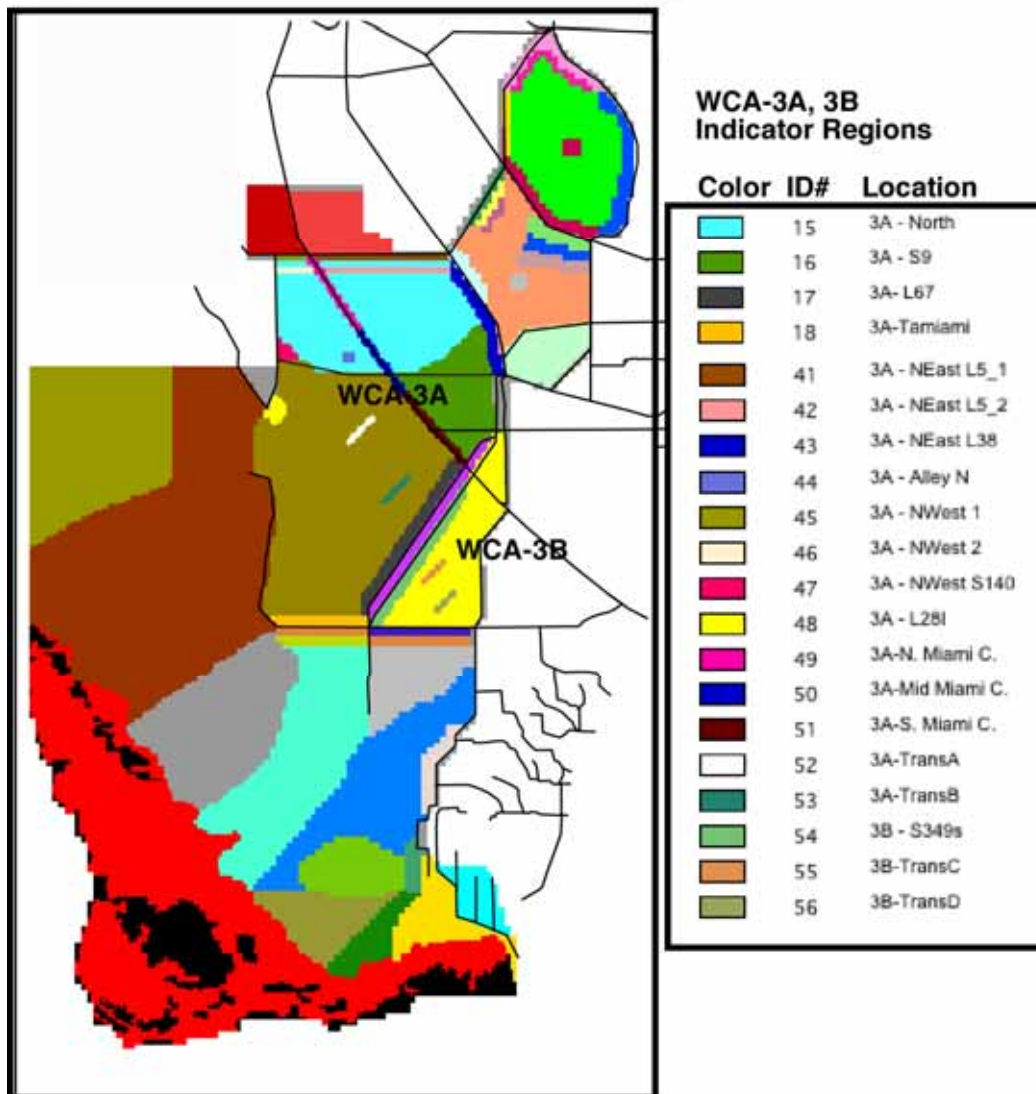 WCA-3A, 3B
Indicator Regions
Color ID# Location
15 3A - North
16 3A - S9
17 3A- L67
18 3A-Tamiami
41 3A - NEast L5_1
42 3A - NEast L5_2
43 3A - NEast L38
44 3A - Alley N
45 3A - NWest 1
46 3A - NWest 2
47 3A - NWest S140
48 3A - L28I
49 3A-N. Miami C.
50 3A-Mid Miami C.
51 3A-S. Miami C.
52 3A-TransA
53 3A-TransB
54 3B - S349s
55 3B-TransC
56 3B-TransD
WCA-3A
WCA-3B